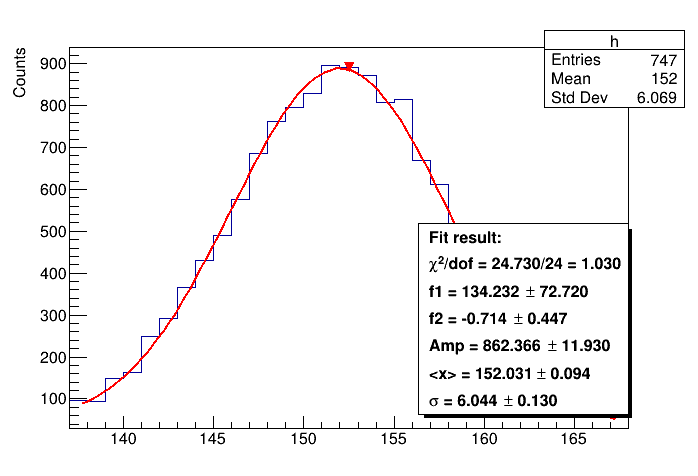 h
Entries 747
Mean 152
Std Dev 6.069
Counts
900
800
700
600
500
400
300
200
100
140 145 150 155 160 165
Fit result:
χ²/dof = 24.730/24 = 1.030
f1 = 134.232 ± 72.720
f2 = -0.714 ± 0.447
Amp = 862.366 ± 11.930
<x> = 152.031 ± 0.094
σ = 6.044 ± 0.130